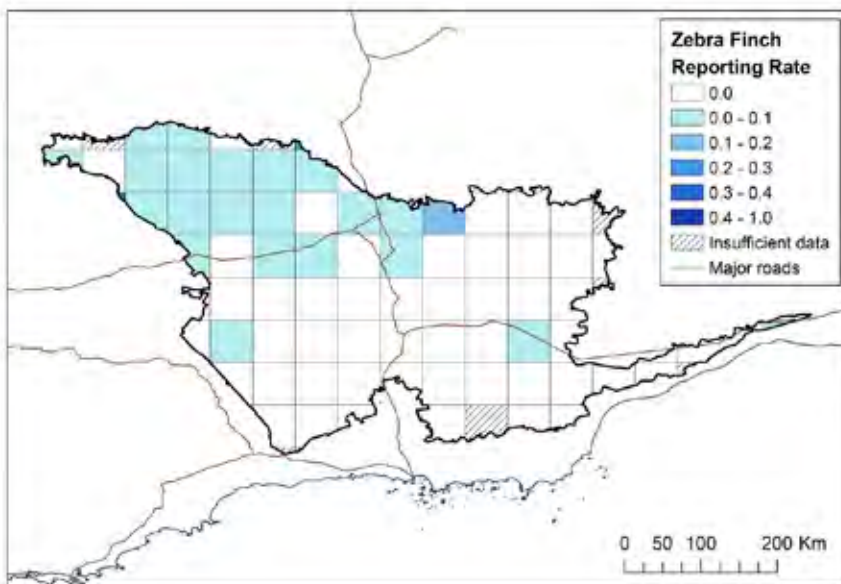 Zebra Finch
Reporting Rate
0.0
0.0 - 0.1
0.1 - 0.2
0.2 - 0.3
0.3 - 0.4
0.4 - 1.0
Insufficient data
Major roads
0 50 100 200 Km